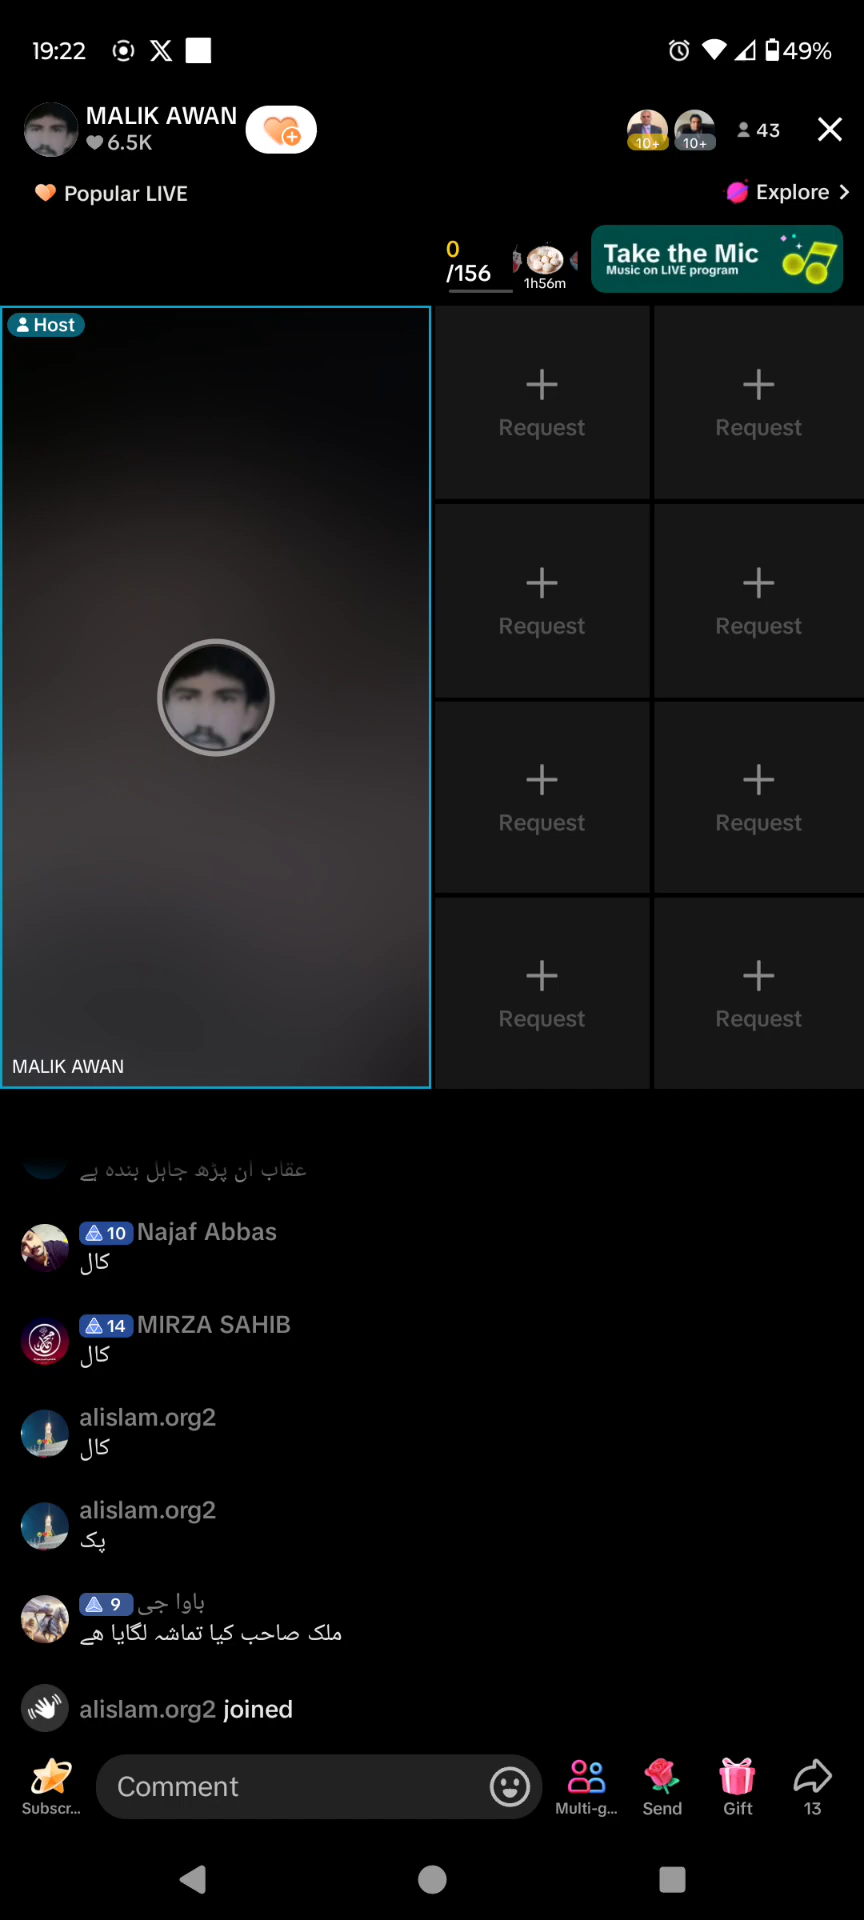 19:22
49%
MALIK AWAN
6.5K
10+
10+
43
Popular LIVE
Explore
0
/156
1h56m
Take the Mic
Music on LIVE program
Host
Request
Request
Request
Request
Request
Request
Request
Request
MALIK AWAN
عقاب ان پڑھ جاہل بندہ ہے
10 Najaf Abbas
کال
14 MIRZA SAHIB
کال
alislam.org2
کال
alislam.org2
پک
9 باوا جی
ملک صاحب کیا تماشہ لگایا ھے
alislam.org2 joined
Subscr...
Comment
Multi-g...
Send
Gift
13